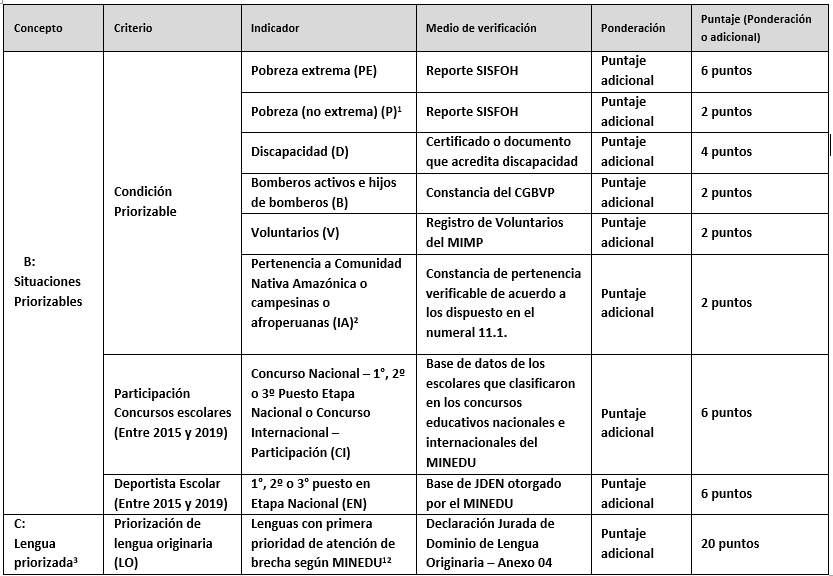 Concepto
Criterio
Indicador
Medio de verificación
Ponderación
Puntaje (Ponderación
o adicional)
B:
Situaciones
Priorizables
Condición
Priorizable
Pobreza extrema (PE)
Reporte SISFOH
Puntaje
adicional
6 puntos
Pobreza (no extrema) (P)¹
Reporte SISFOH
Puntaje
adicional
2 puntos
Discapacidad (D)
Certificado o documento
que acredita discapacidad
Puntaje
adicional
4 puntos
Bomberos activos e hijos
de bomberos (B)
Constancia del CGBVP
Puntaje
adicional
2 puntos
Voluntarios (V)
Registro de Voluntarios
del MIMP
Puntaje
adicional
2 puntos
Pertenencia a Comunidad
Nativa Amazónica o
campesinas o
afroperuanas (IA)²
Constancia de pertenencia
verificable de acuerdo a
los dispuesto en el
numeral 11.1.
Puntaje
adicional
2 puntos
Participación
Concursos escolares
(Entre 2015 y 2019)
Concurso Nacional – 1°, 2º
o 3º Puesto Etapa
Nacional o Concurso
Internacional –
Participación (CI)
Base de datos de los
escolares que clasificaron
en los concursos
educativos nacionales e
internacionales del
MINEDU
Puntaje
adicional
6 puntos
Deportista Escolar
(Entre 2015 y 2019)
1°, 2º o 3° puesto en
Etapa Nacional (EN)
Base de JDEN otorgado
por el MINEDU
Puntaje
adicional
6 puntos
C:
Lengua
priorizada³
Priorización de
lengua originaria
(LO)
Lenguas con primera
prioridad de atención de
brecha según MINEDU¹²
Declaración Jurada de
Dominio de Lengua
Originaria – Anexo 04
Puntaje
adicional
20 puntos